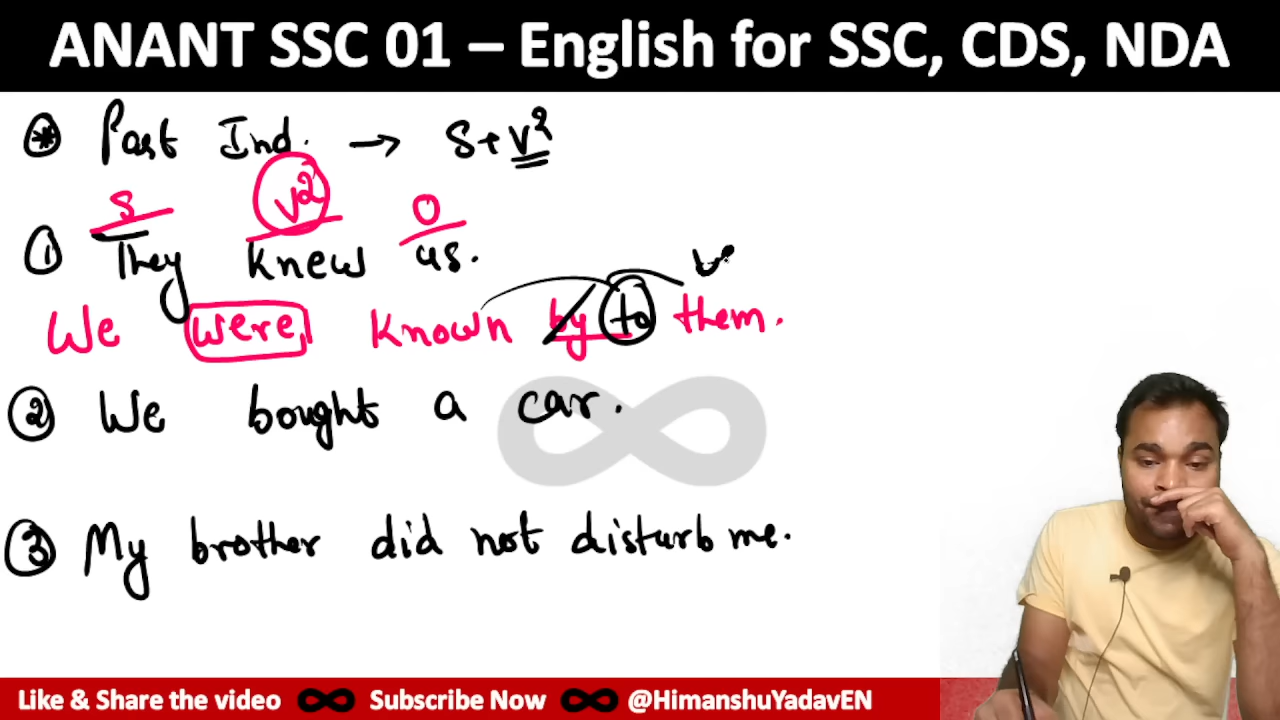 ANANT SSC 01 – English for SSC, CDS, NDA
* Past Ind. → S+V²
S V2 O
① They knew us.
We were known by to them.
② We bought a car.
③ My brother did not disturb me.
Like & Share the video Subscribe Now @HimanshuYadavEN